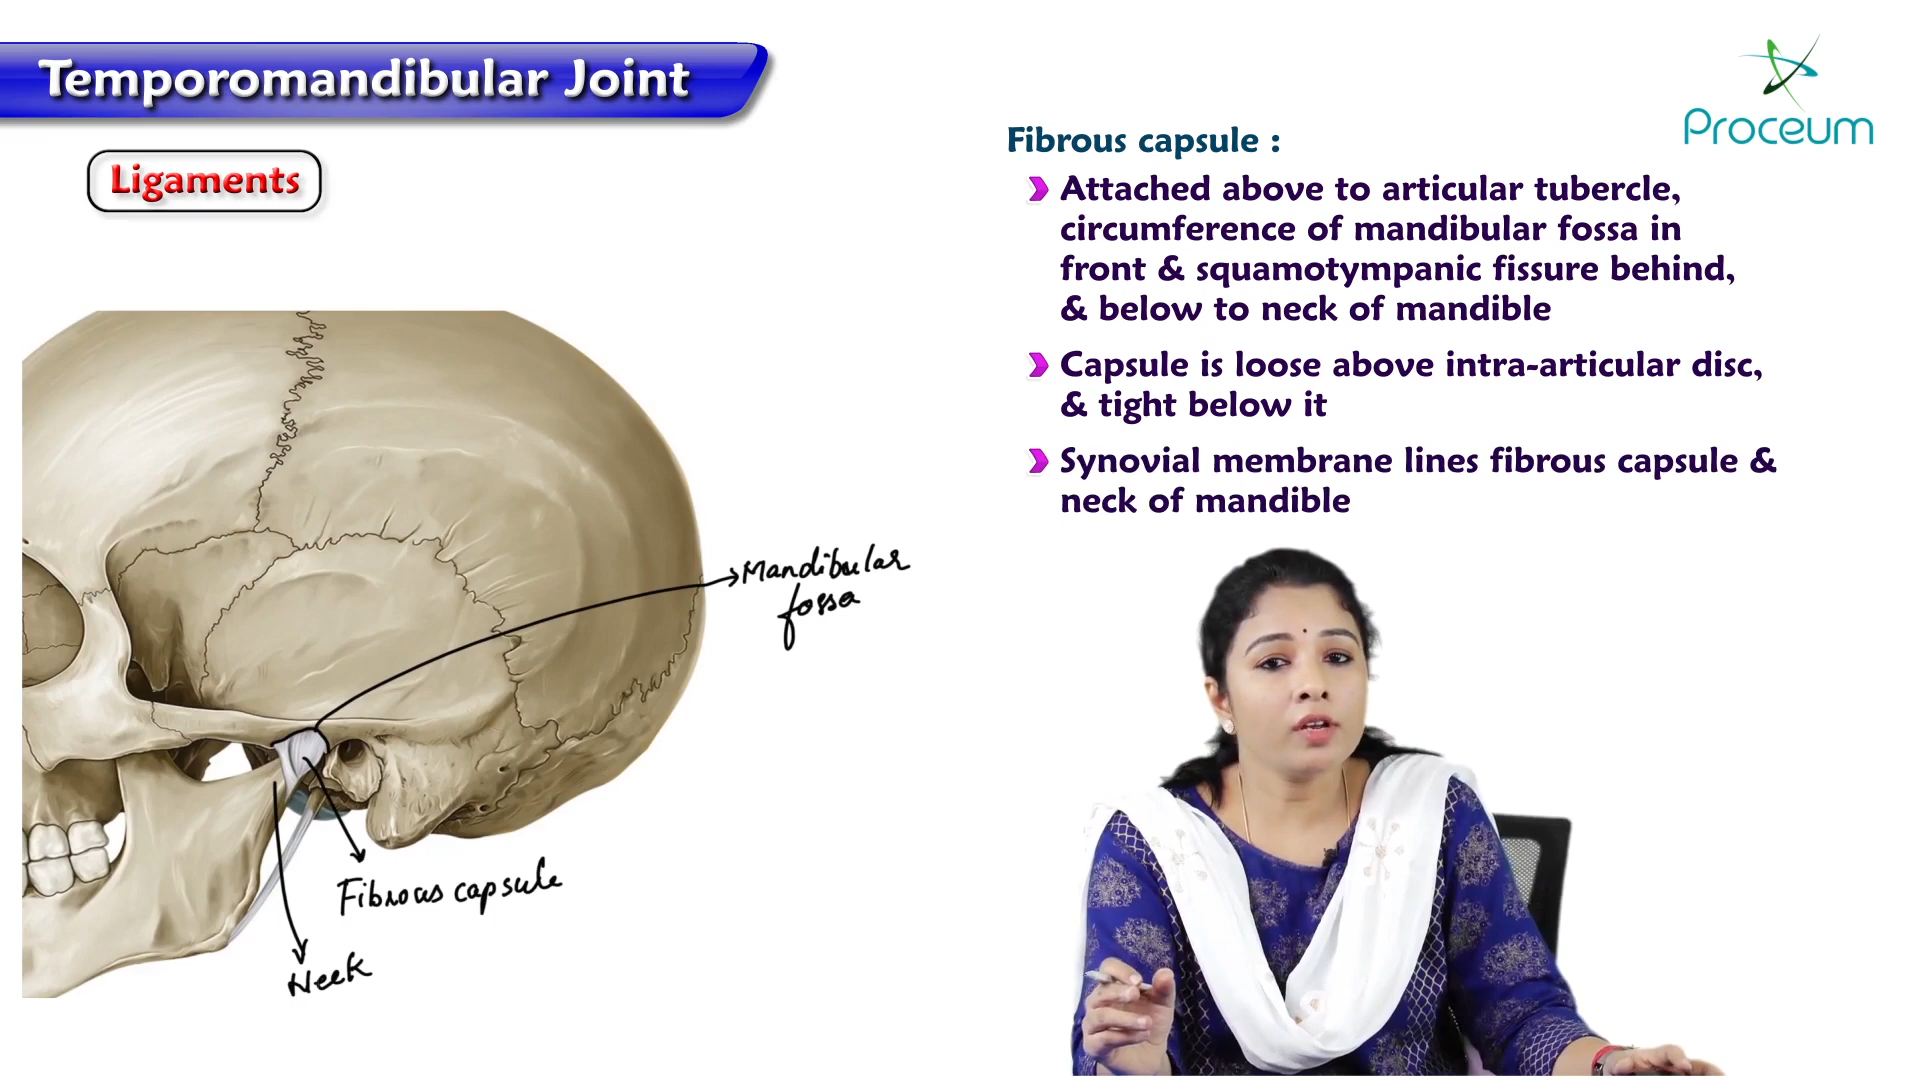 Temporomandibular Joint
Proceum
Ligaments
Fibrous capsule :
Attached above to articular tubercle,
circumference of mandibular fossa in
front & squamotympanic fissure behind,
& below to neck of mandible
Capsule is loose above intra-articular disc,
& tight below it
Synovial membrane lines fibrous capsule &
neck of mandible
Mandibular
fossa
Fibrous capsule
Neck